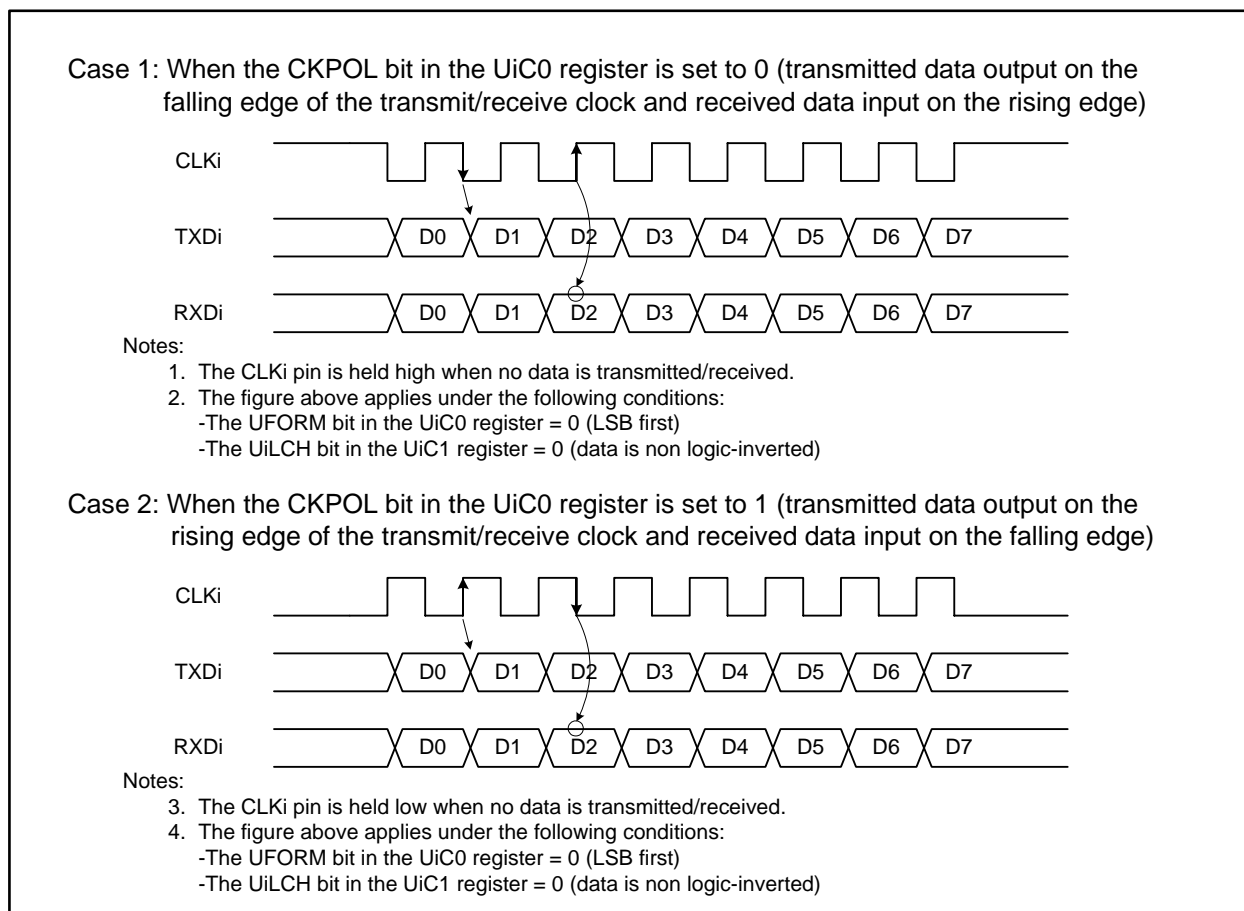 Case 1: When the CKPOL bit in the UiC0 register is set to 0 (transmitted data output on the
falling edge of the transmit/receive clock and received data input on the rising edge)
CLKi
TXDi D0 D1 D2 D3 D4 D5 D6 D7
RXDi D0 D1 D2 D3 D4 D5 D6 D7
Notes:
1. The CLKi pin is held high when no data is transmitted/received.
2. The figure above applies under the following conditions:
-The UFORM bit in the UiC0 register = 0 (LSB first)
-The UiLCH bit in the UiC1 register = 0 (data is non logic-inverted)
Case 2: When the CKPOL bit in the UiC0 register is set to 1 (transmitted data output on the
rising edge of the transmit/receive clock and received data input on the falling edge)
CLKi
TXDi D0 D1 D2 D3 D4 D5 D6 D7
RXDi D0 D1 D2 D3 D4 D5 D6 D7
Notes:
3. The CLKi pin is held low when no data is transmitted/received.
4. The figure above applies under the following conditions:
-The UFORM bit in the UiC0 register = 0 (LSB first)
-The UiLCH bit in the UiC1 register = 0 (data is non logic-inverted)